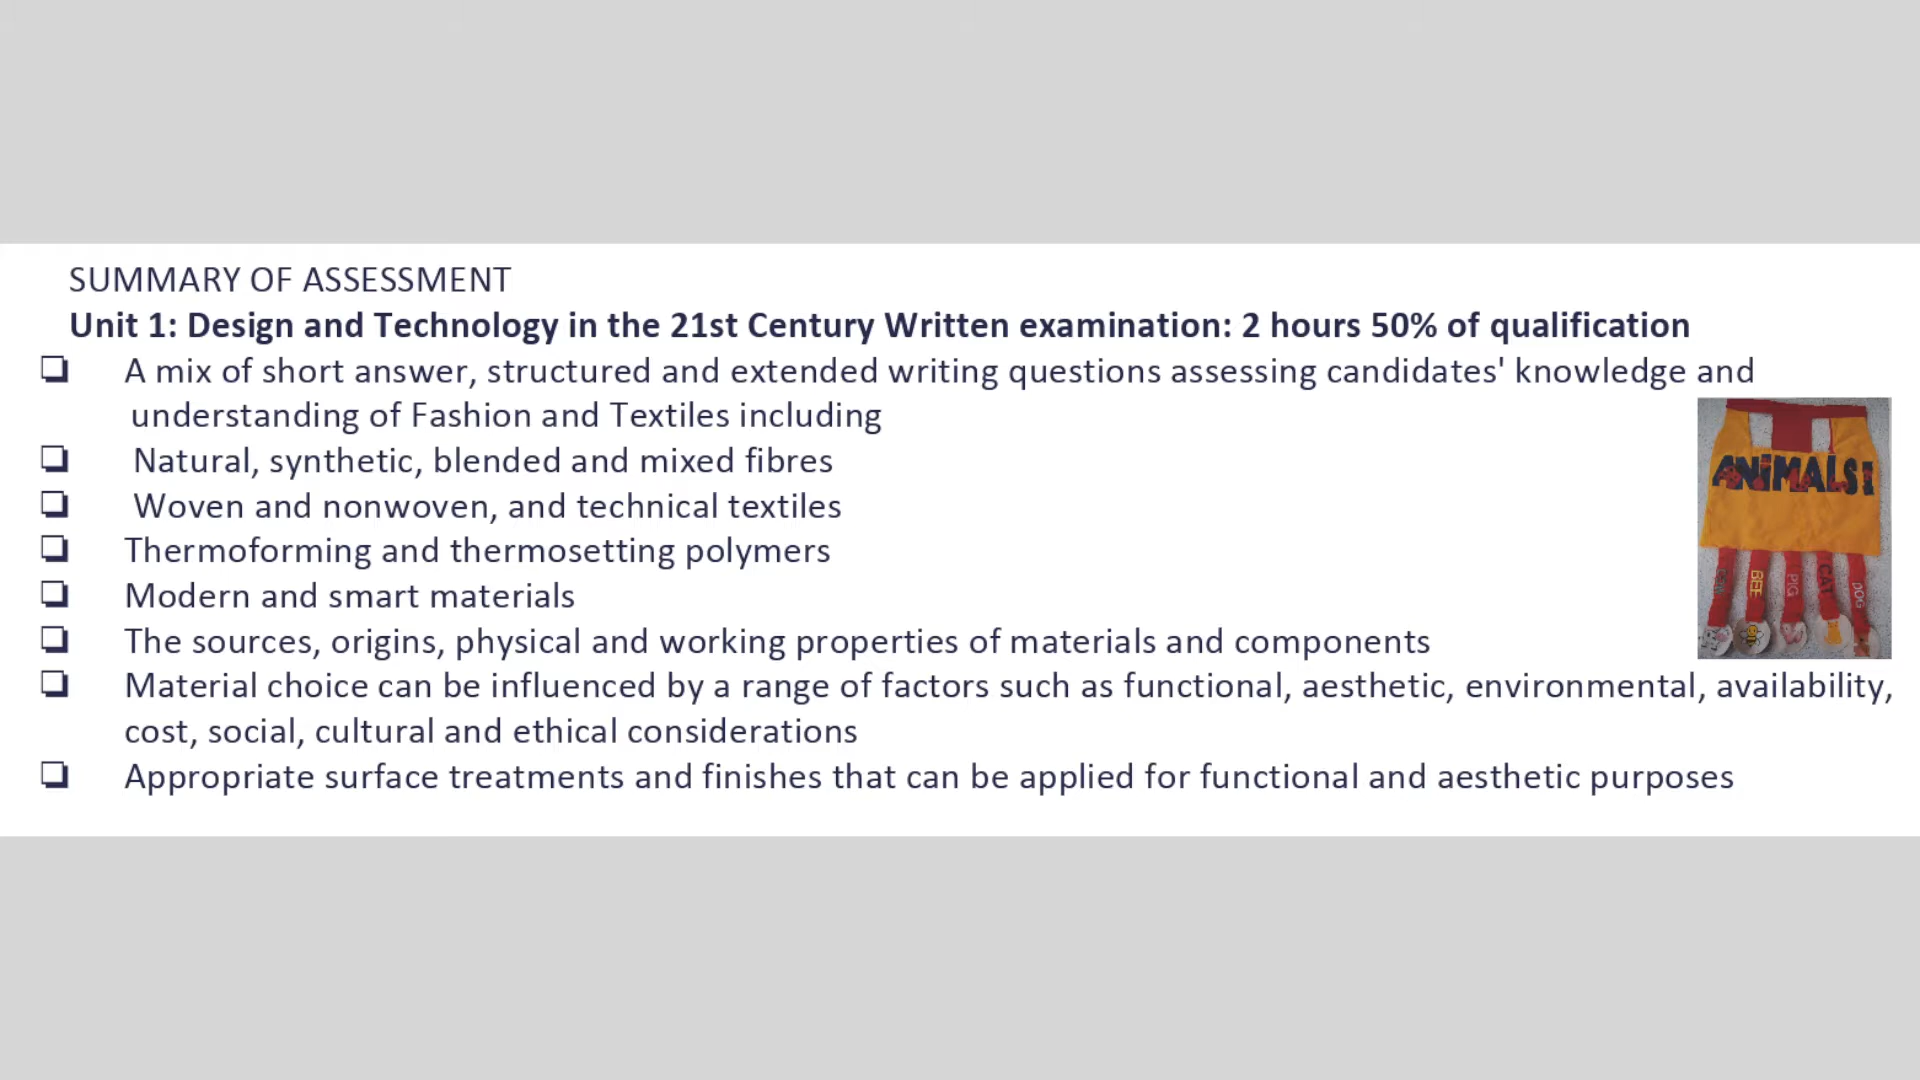 SUMMARY OF ASSESSMENT
Unit 1: Design and Technology in the 21st Century Written examination: 2 hours 50% of qualification
❏ A mix of short answer, structured and extended writing questions assessing candidates' knowledge and
understanding of Fashion and Textiles including
❏ Natural, synthetic, blended and mixed fibres
❏ Woven and nonwoven, and technical textiles
❏ Thermoforming and thermosetting polymers
❏ Modern and smart materials
❏ The sources, origins, physical and working properties of materials and components
❏ Material choice can be influenced by a range of factors such as functional, aesthetic, environmental, availability,
cost, social, cultural and ethical considerations
❏ Appropriate surface treatments and finishes that can be applied for functional and aesthetic purposes
ANIMALS!
BEE
PIG
CAT
DOG